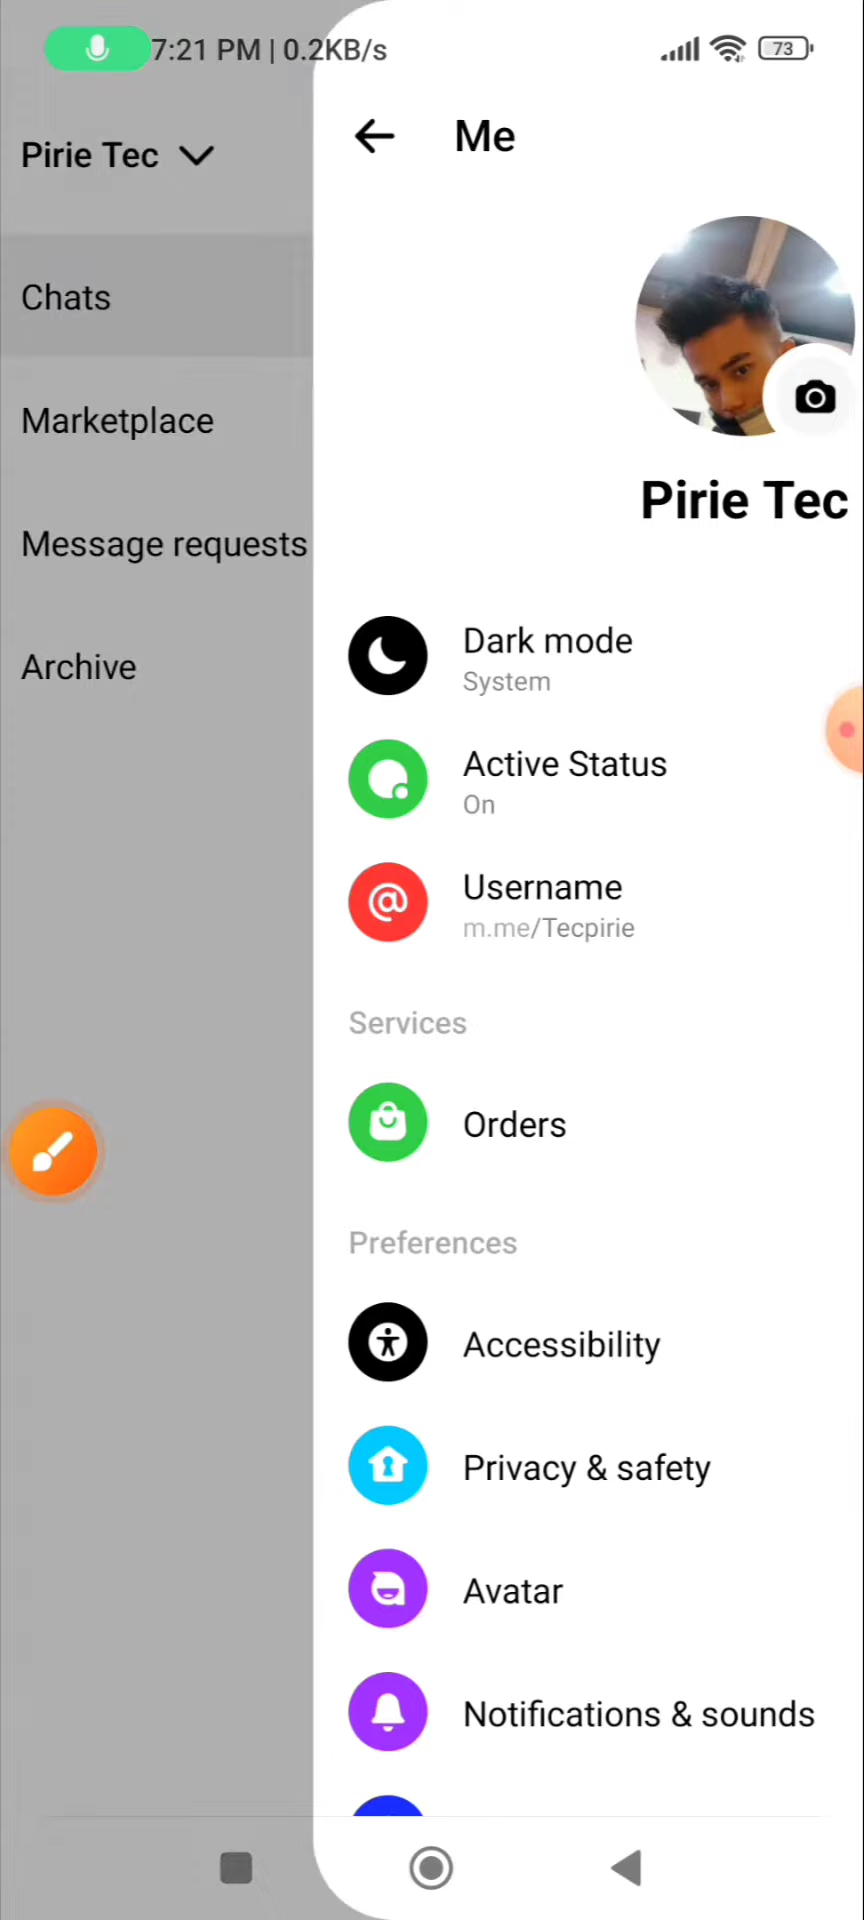 7:21 PM | 0.2KB/s
73
Pirie Tec
Chats
Marketplace
Message requests
Archive
Me
Pirie Tec
Dark mode
System
Active Status
On
Username
m.me/Tecpirie
Services
Orders
Preferences
Accessibility
Privacy & safety
Avatar
Notifications & sounds